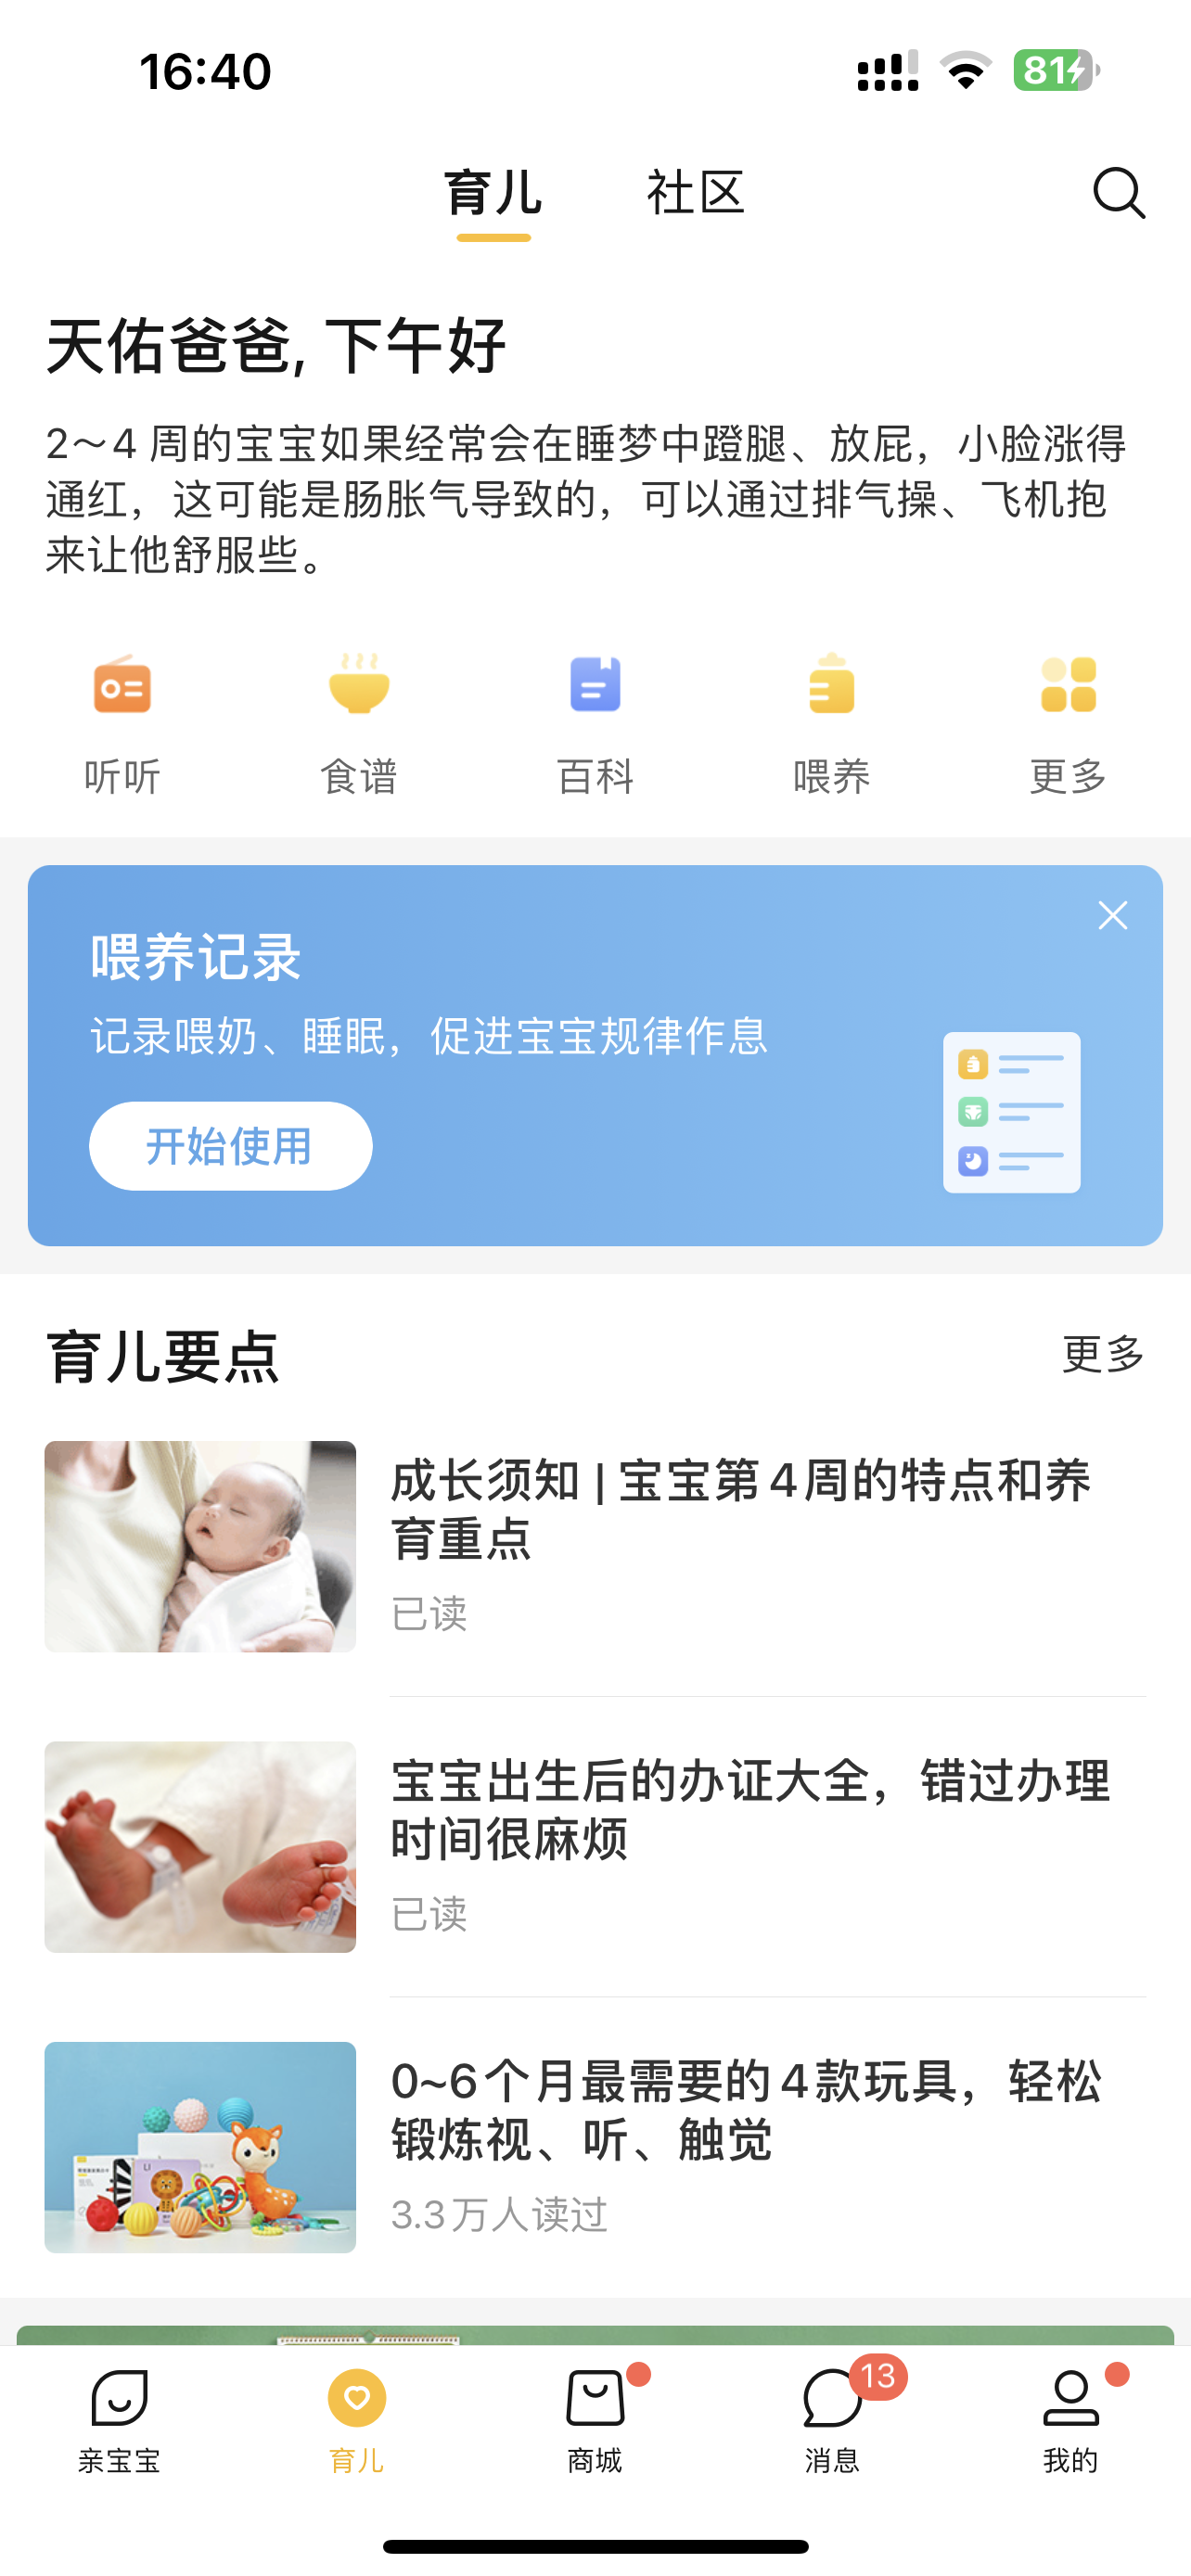 16:40
81
育儿
社区
天佑爸爸, 下午好
2～4 周的宝宝如果经常会在睡梦中蹬腿、放屁，小脸涨得
通红，这可能是肠胀气导致的，可以通过排气操、飞机抱
来让他舒服些。
听听
食谱
百科
喂养
更多
喂养记录
记录喂奶、睡眠，促进宝宝规律作息
开始使用
育儿要点
更多
成长须知 | 宝宝第 4 周的特点和养
育重点
已读
宝宝出生后的办证大全，错过办理
时间很麻烦
已读
0~6 个月最需要的 4 款玩具，轻松
锻炼视、听、触觉
3.3 万人读过
亲宝宝
育儿
商城
13
消息
我的